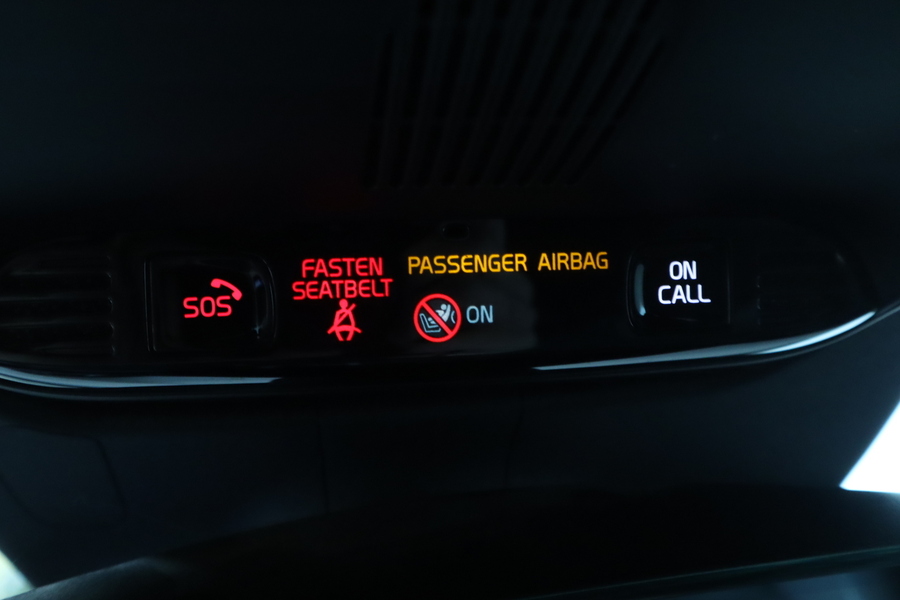 SOS
FASTEN
SEATBELT
PASSENGER AIRBAG
ON
ON
CALL